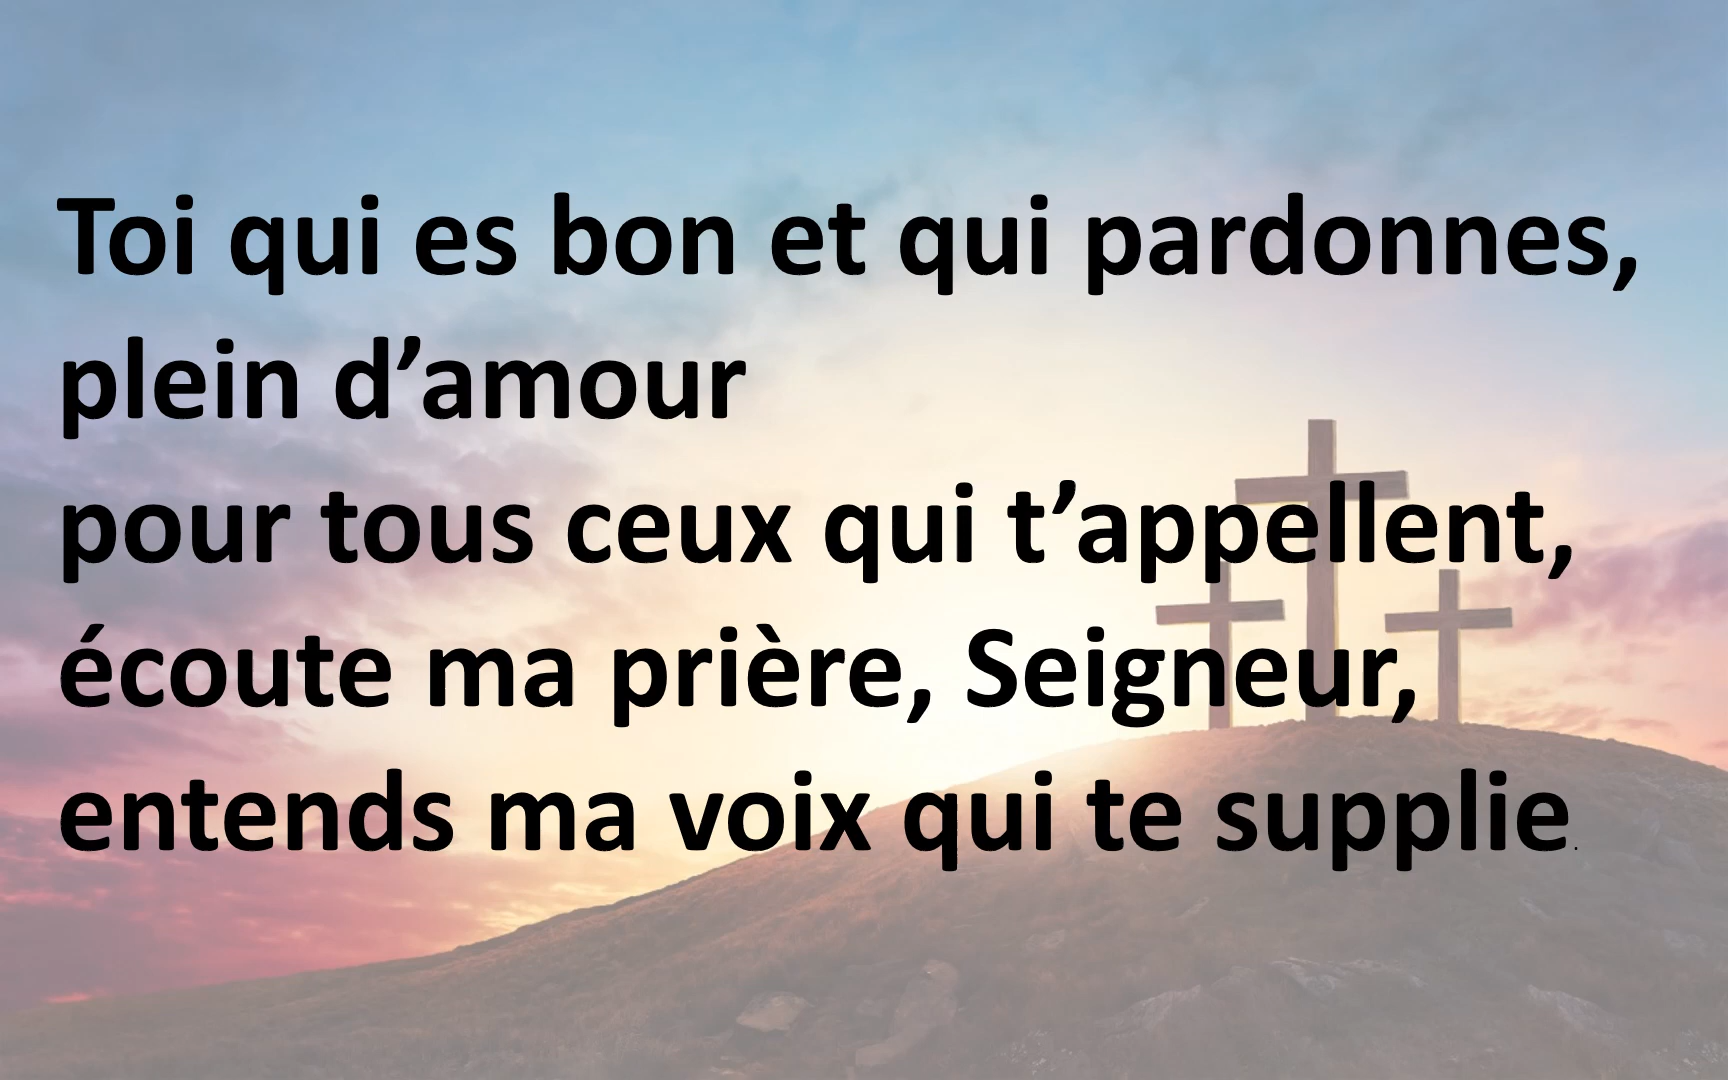 Toi qui es bon et qui pardonnes,
plein d’amour
pour tous ceux qui t’appellent,
écoute ma prière, Seigneur,
entends ma voix qui te supplie.